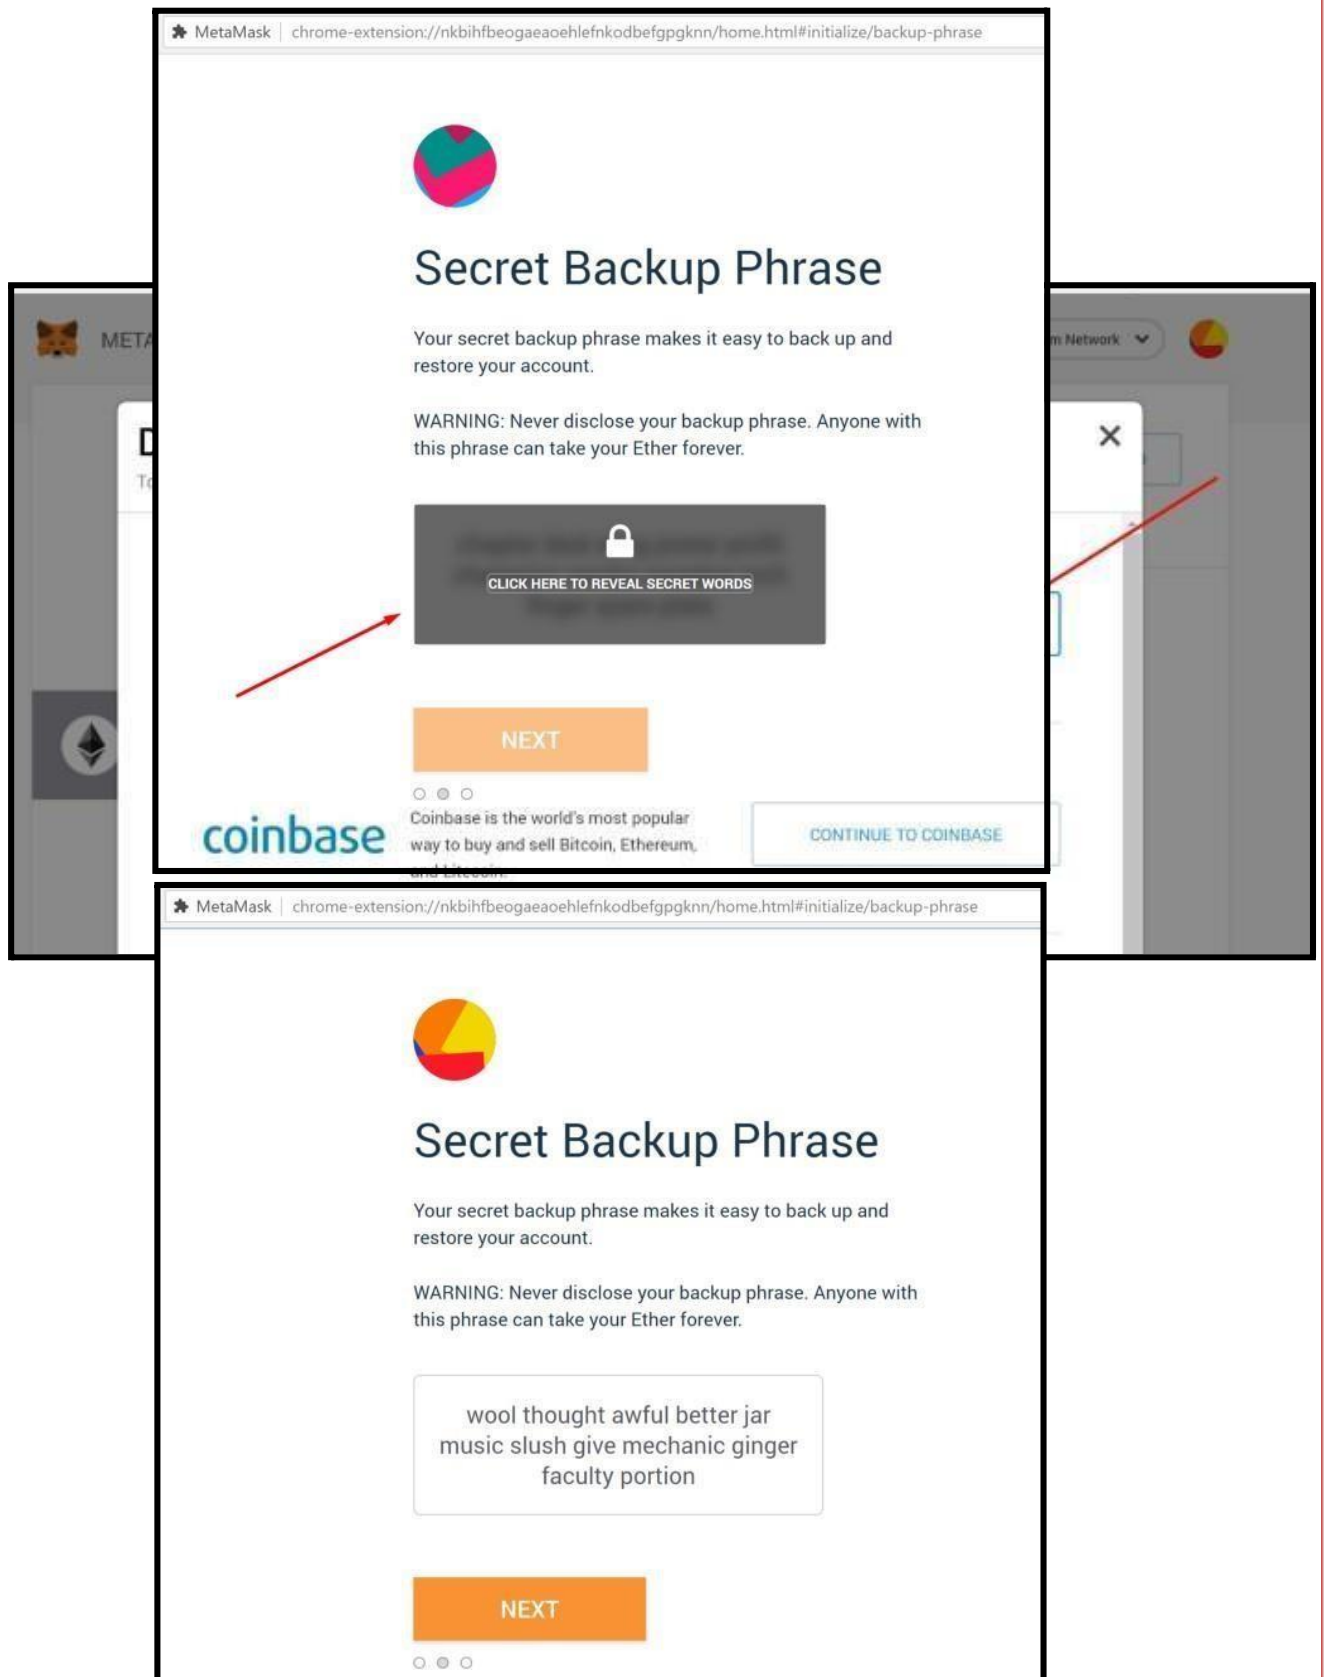 MetaMask chrome-extension://nkbihfbeogaeaoehlefnkodbefgpgknn/home.html#initialize/backup-phrase
Secret Backup Phrase
Your secret backup phrase makes it easy to back up and
restore your account.
WARNING: Never disclose your backup phrase. Anyone with
this phrase can take your Ether forever.
CLICK HERE TO REVEAL SECRET WORDS
NEXT
META
m Network
D
To
coinbase
Coinbase is the world's most popular
way to buy and sell Bitcoin, Ethereum,
and Litecoin.
CONTINUE TO COINBASE
MetaMask chrome-extension://nkbihfbeogaeaoehlefnkodbefgpgknn/home.html#initialize/backup-phrase
Secret Backup Phrase
Your secret backup phrase makes it easy to back up and
restore your account.
WARNING: Never disclose your backup phrase. Anyone with
this phrase can take your Ether forever.
wool thought awful better jar
music slush give mechanic ginger
faculty portion
NEXT